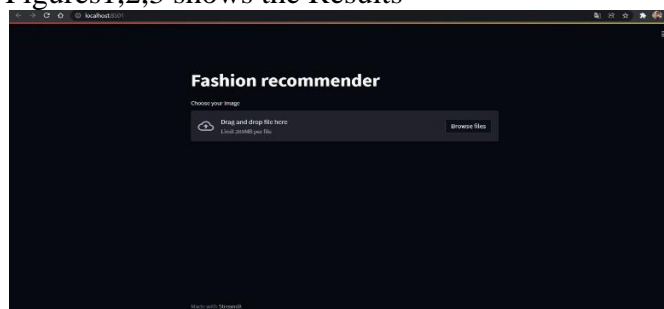 Figures1,2,3 shows the Results
localhost:8501
Fashion recommender
Choose your image
Drag and drop file here
Limit 200MB per file
Browse files
Made with Streamlit